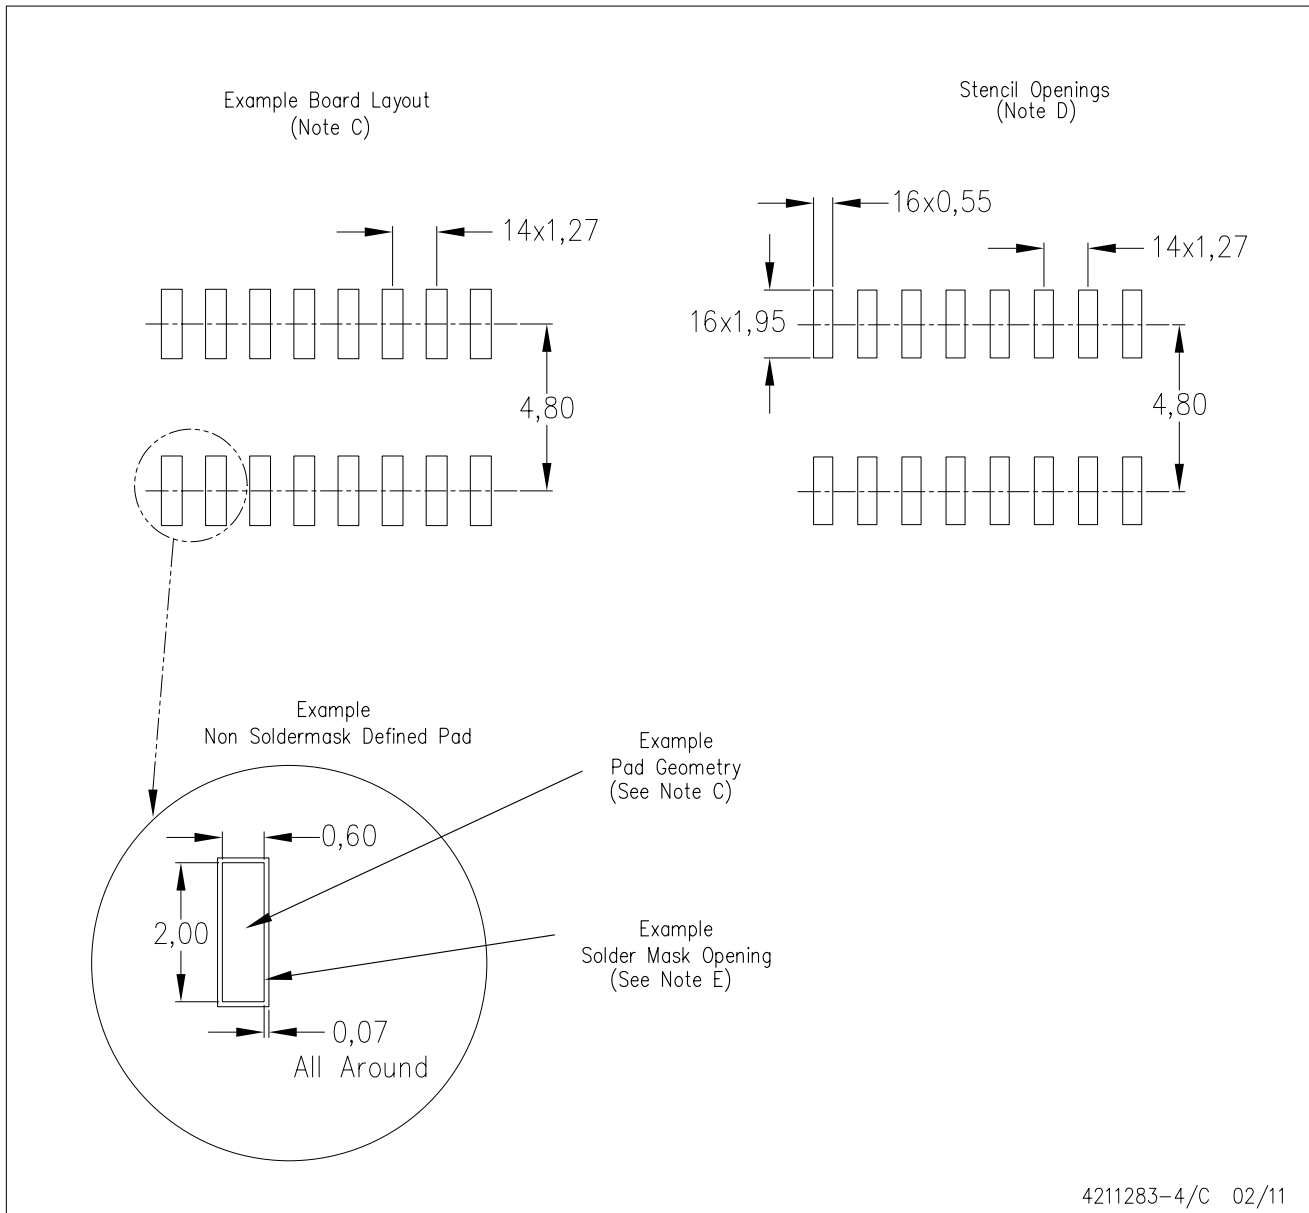 Example Board Layout
(Note C)
Stencil Openings
(Note D)
14x1,27
4,80
16x0,55
14x1,27
16x1,95
4,80
Example
Non Soldermask Defined Pad
Example
Pad Geometry
(See Note C)
0,60
2,00
Example
Solder Mask Opening
(See Note E)
0,07
All Around
4211283-4/C 02/11